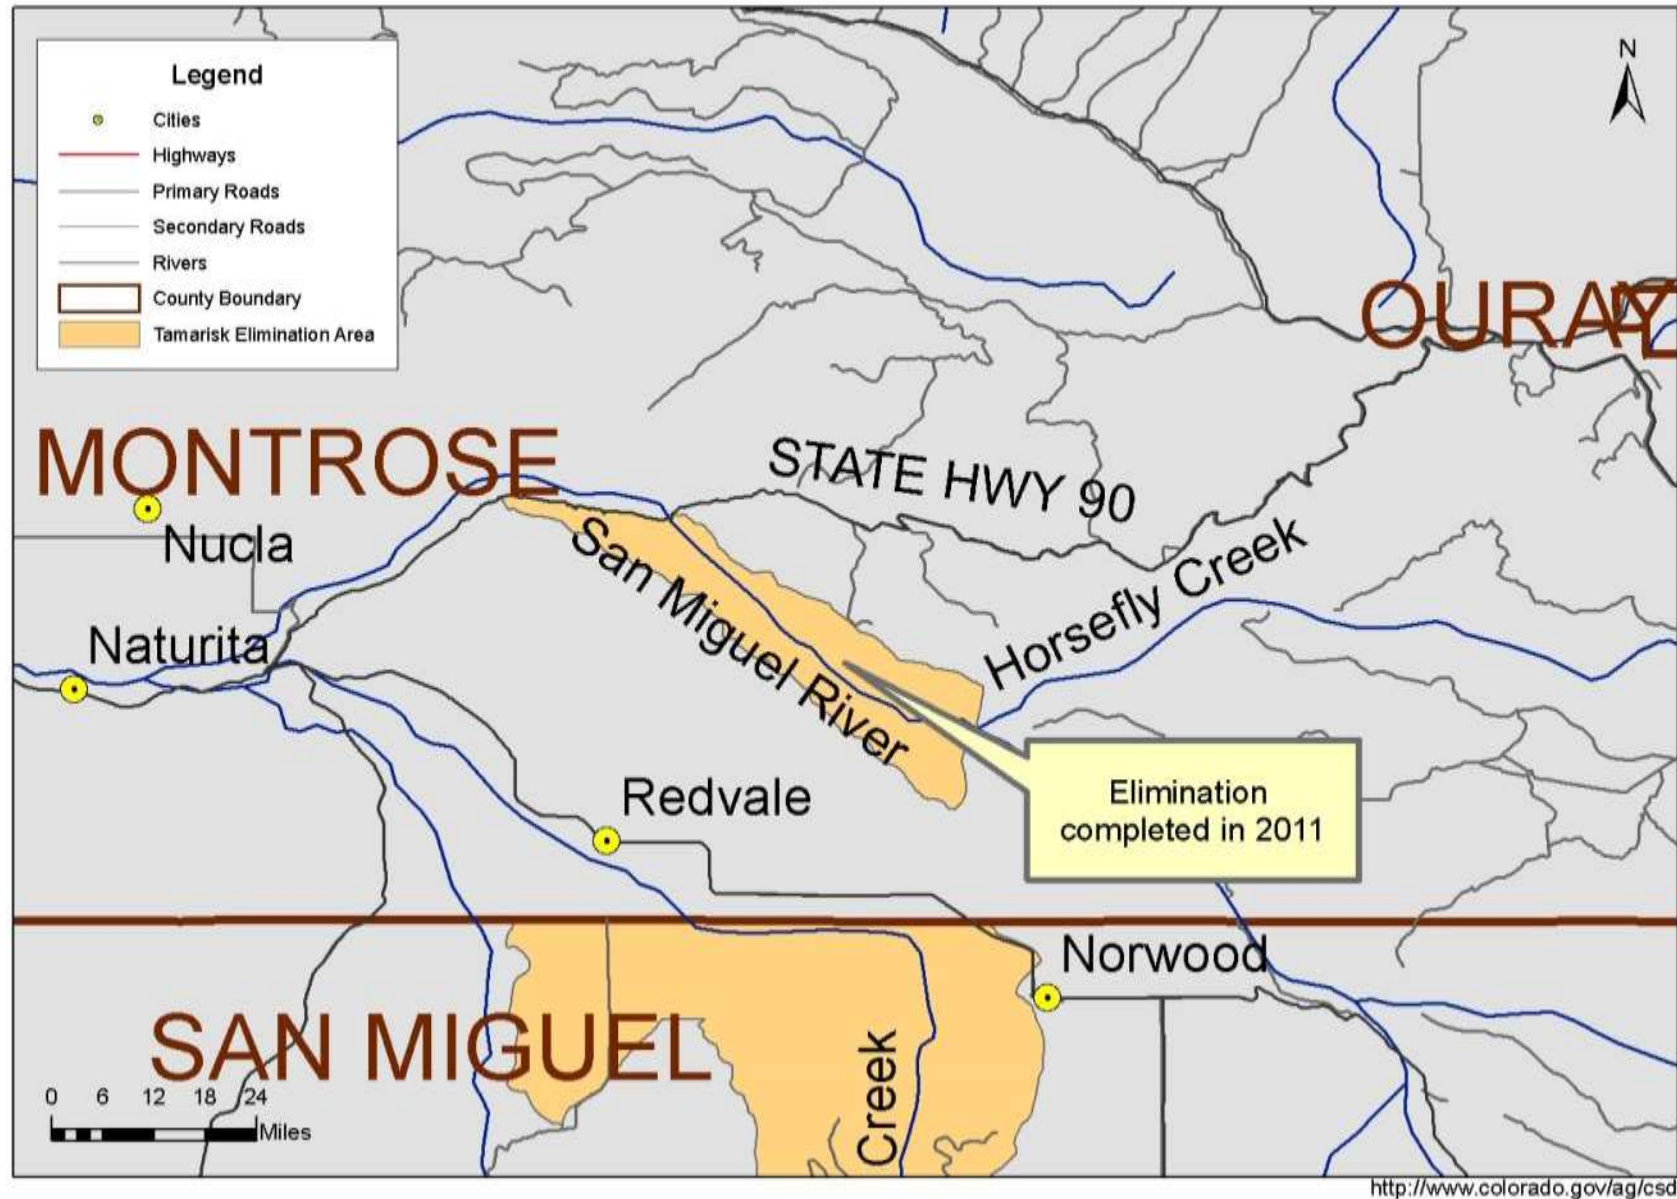 Legend
Cities
Highways
Primary Roads
Secondary Roads
Rivers
County Boundary
Tamarisk Elimination Area
N
OURAY
MONTROSE
STATE HWY 90
Nucla
San Miguel River
Horsefly Creek
Naturita
Redvale
Elimination
completed in 2011
Norwood
SAN MIGUEL
Creek
0 6 12 18 24
Miles
http://www.colorado.gov/ag/csd